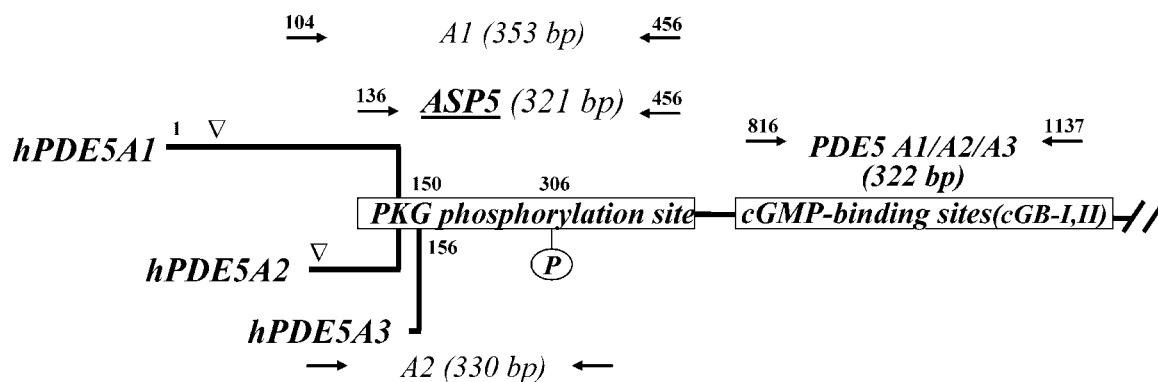 104 A1 (353 bp) 456
136 ASP5 (321 bp) 456
816 PDE5 A1/A2/A3 1137
(322 bp)
hPDE5A1 1 ▽
150 306
PKG phosphorylation site cGMP-binding sites(cGB-I,II)
156
P
hPDE5A2 ▽
hPDE5A3
A2 (330 bp)